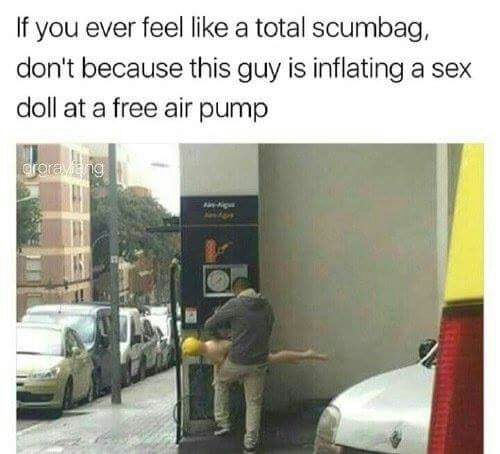 If you ever feel like a total scumbag,
don't because this guy is inflating a sex
doll at a free air pump